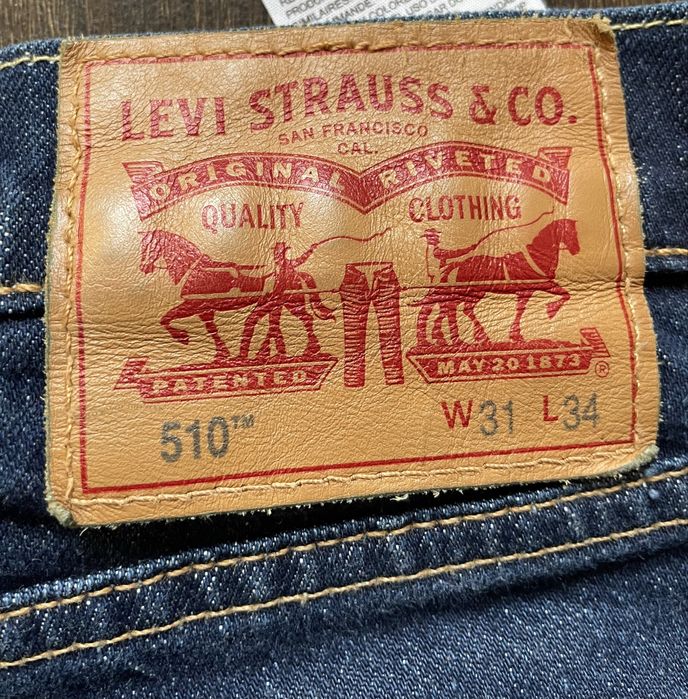 LEVI STRAUSS & CO.
SAN FRANCISCO
CAL.
ORIGINAL RIVETED
QUALITY CLOTHING
PATENTED MAY 20 1873 ®
510™ W31 L34